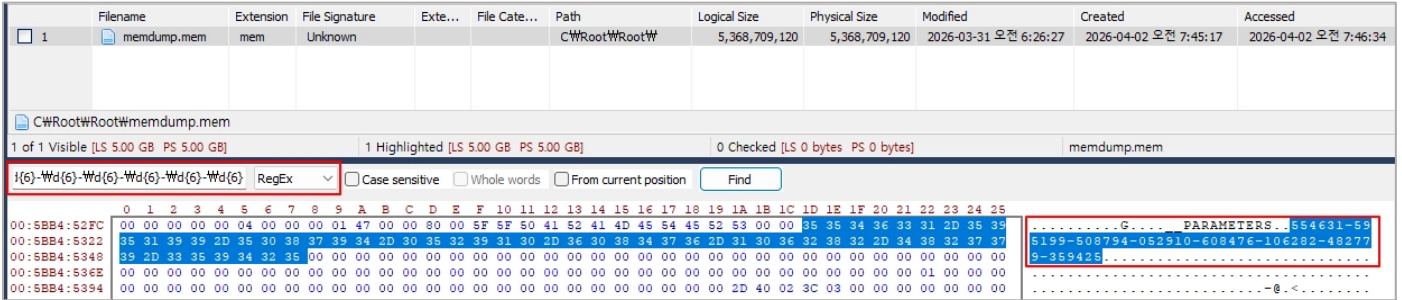 Filename Extension File Signature Exte... File Cate... Path Logical Size Physical Size Modified Created Accessed
1 memdump.mem mem Unknown C₩Root₩Root₩ 5,368,709,120 5,368,709,120 2026-03-31 오전 6:26:27 2026-04-02 오전 7:45:17 2026-04-02 오전 7:46:34
C₩Root₩Root₩memdump.mem
1 of 1 Visible [LS 5.00 GB PS 5.00 GB] 1 Highlighted [LS 5.00 GB PS 5.00 GB] 0 Checked [LS 0 bytes PS 0 bytes] memdump.mem
{6}-₩d{6}-₩d{6}-₩d{6}-₩d{6}-₩d{6} RegEx Case sensitive Whole words From current position Find
0 1 2 3 4 5 6 7 8 9 A B C D E F 10 11 12 13 14 15 16 17 18 19 1A 1B 1C 1D 1E 1F 20 21 22 23 24 25
00:5BB4:52FC 00 00 00 00 00 04 00 00 00 01 47 00 00 80 00 5F 5F 50 41 52 41 4D 45 54 45 52 53 00 00 35 35 34 36 33 31 2D 35 39 ..........G....__PARAMETERS..554631-59
00:5BB4:5322 35 31 39 39 2D 35 30 38 37 39 34 2D 30 35 32 39 31 30 2D 36 30 38 34 37 36 2D 31 30 36 32 38 32 2D 34 38 32 37 37 5199-508794-052910-608476-106282-48277
00:5BB4:5348 39 2D 33 35 39 34 32 35 00 00 00 00 00 00 00 00 00 00 00 00 00 00 00 00 00 00 00 00 00 00 00 00 00 00 00 00 00 00 9-359425..............................
00:5BB4:536E 00 00 00 00 00 00 00 00 00 00 00 00 00 00 00 00 00 00 00 00 00 00 00 00 00 00 00 00 00 00 00 00 00 00 01 00 00 00 ......................................
00:5BB4:5394 00 00 00 00 00 00 00 00 00 00 00 00 00 00 00 00 00 00 00 00 00 00 00 00 00 00 2D 40 02 3C 03 00 00 00 00 00 00 00 ..........................-@.<........